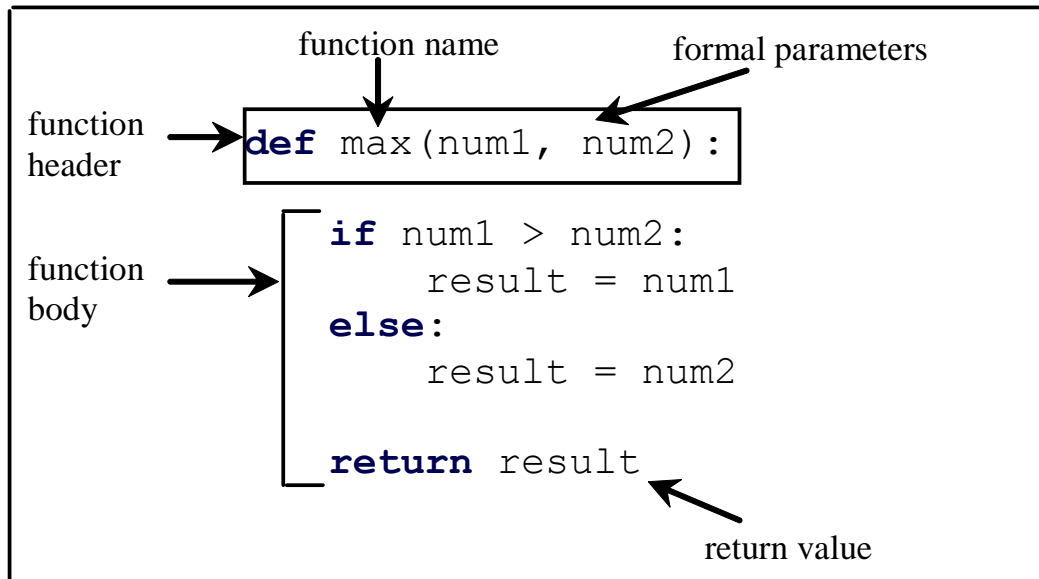 function name
formal parameters
function
header
def max(num1, num2):
function
body
if num1 > num2:
result = num1
else:
result = num2
return result
return value